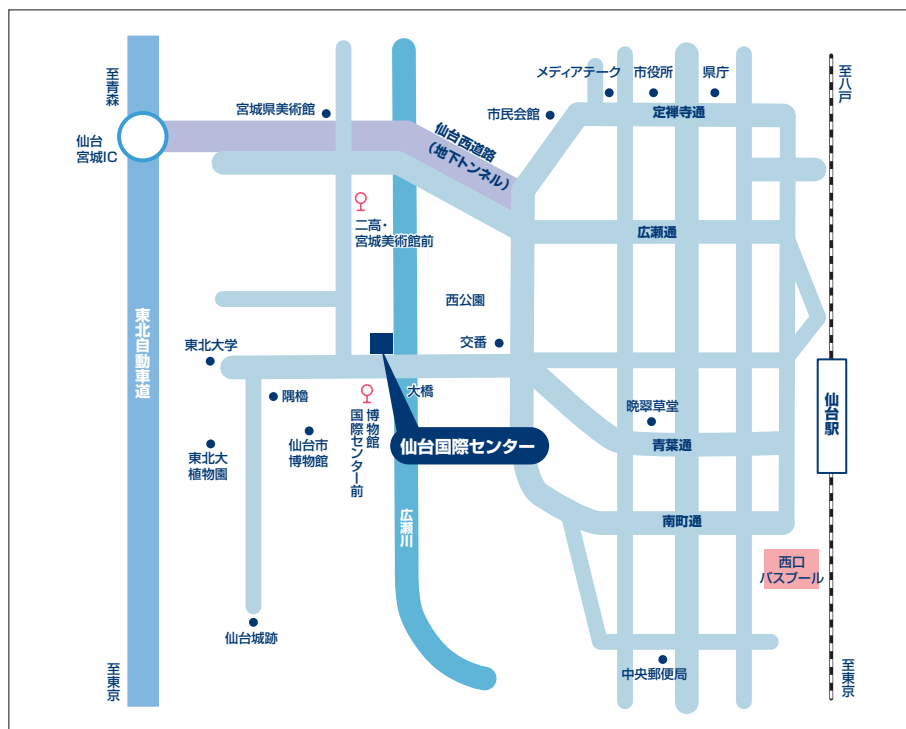 至青森
仙台
宮城IC
宮城県美術館
仙台西道路
(地下トンネル)
メディアテーク
市役所
県庁
市民会館
定禅寺通
至八戸
二高・
宮城美術館前
広瀬通
西公園
交番
東北自動車道
東北大学
隅櫓
大橋
仙台市
博物館
博物館
国際センター前
東北大
植物園
仙台国際センター
晩翠草堂
青葉通
仙台駅
南町通
広瀬川
西口
バスプール
仙台城跡
中央郵便局
至東京
至東京